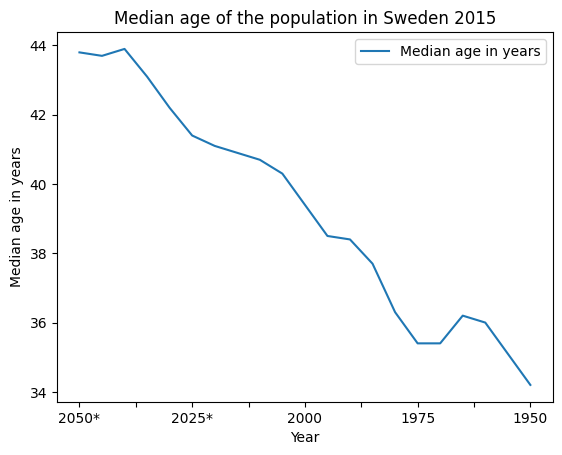 Median age of the population in Sweden 2015
Median age in years
44
42
40
38
36
34
Median age in years
2050*
2025*
2000
1975
1950
Year